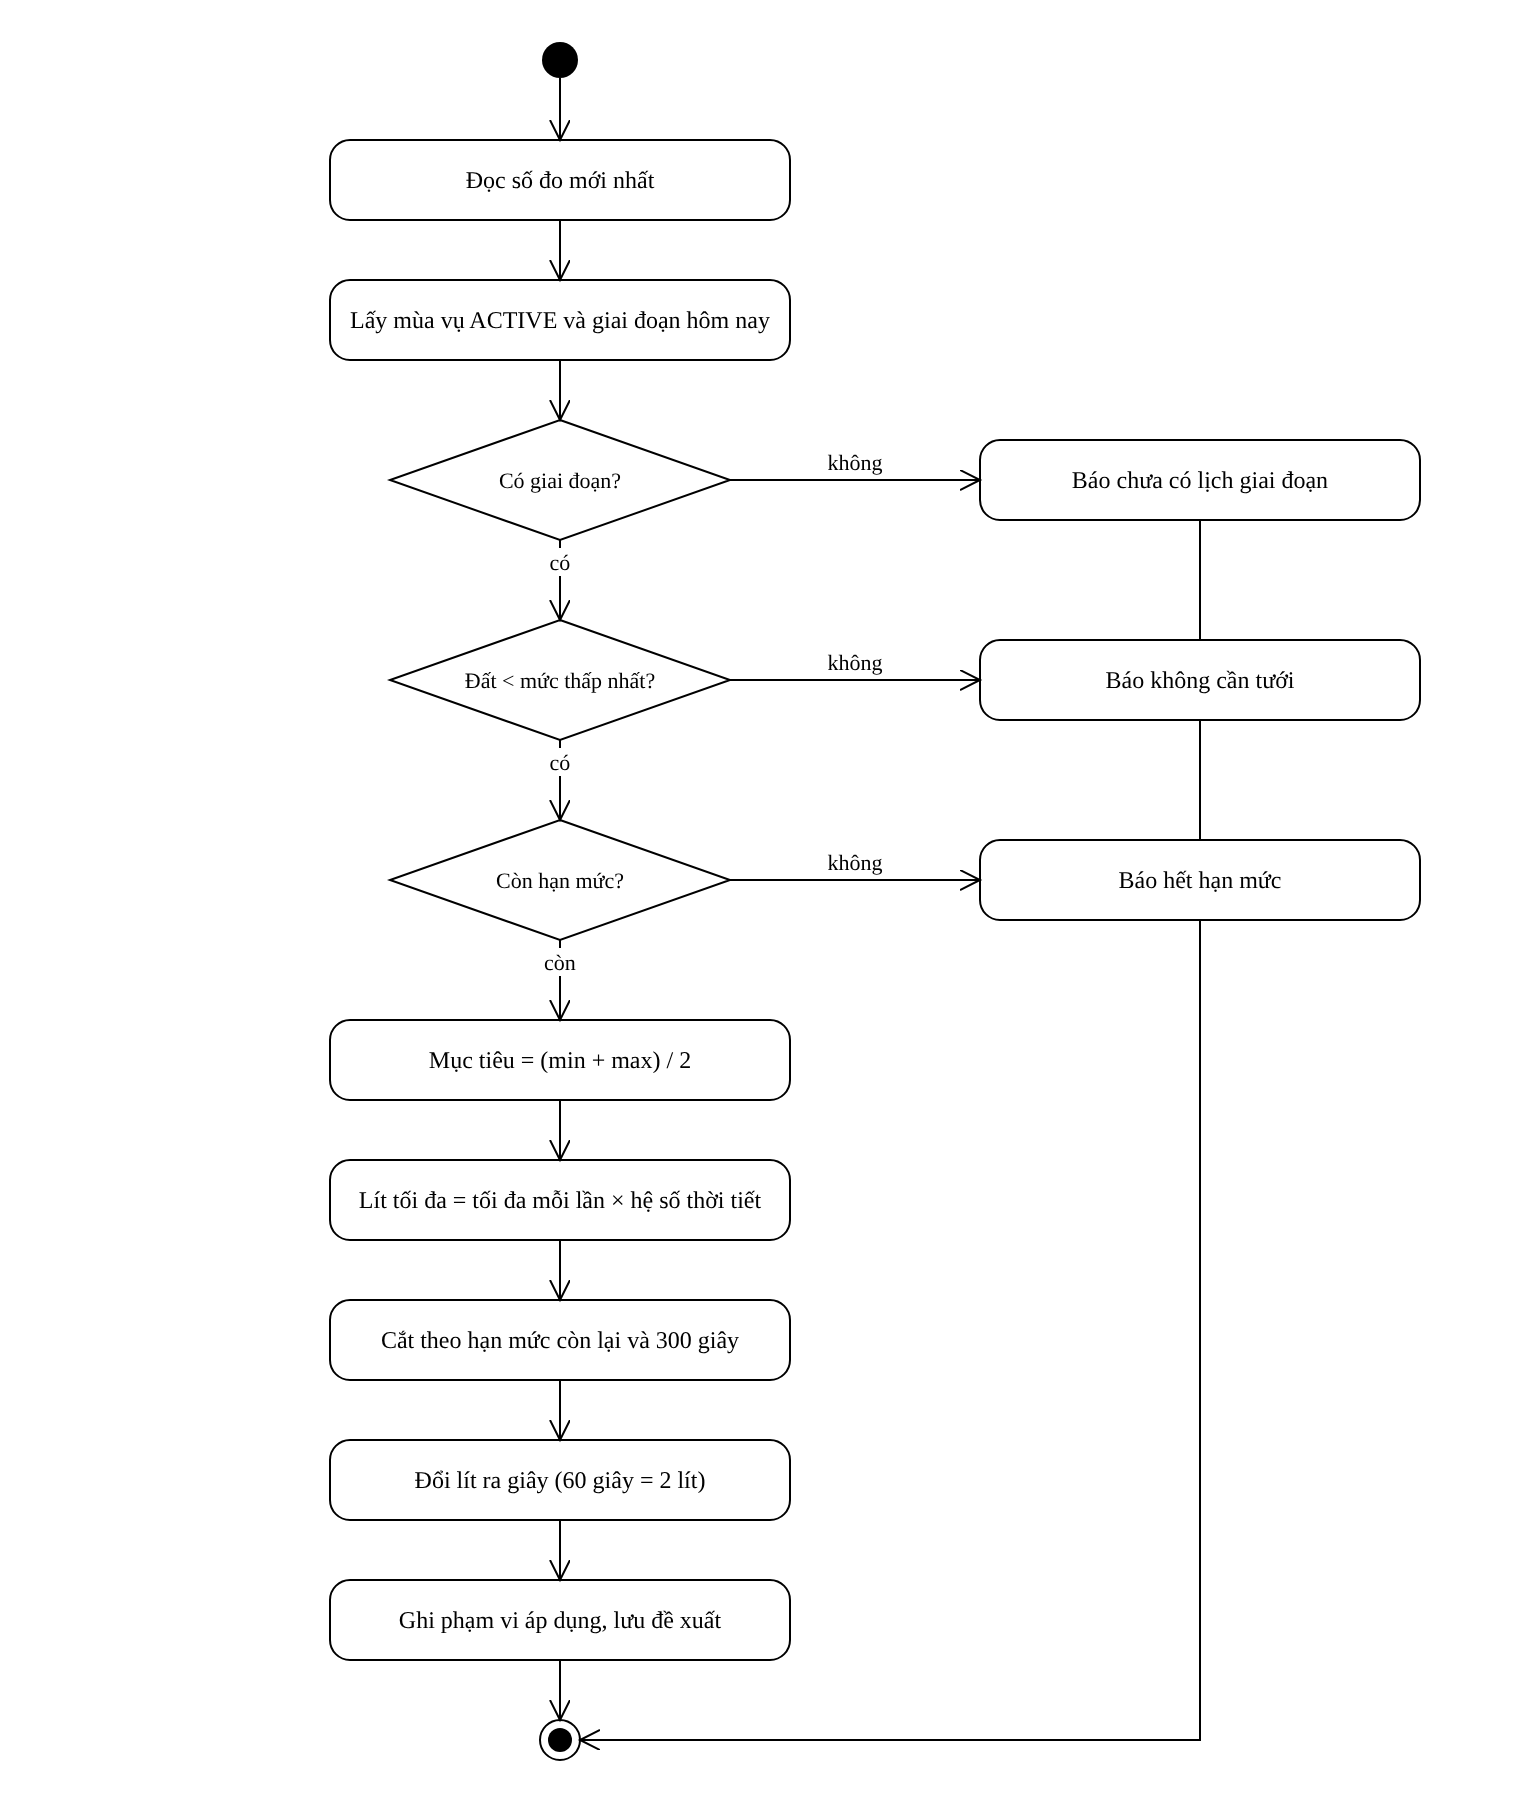 Đọc số đo mới nhất
Lấy mùa vụ ACTIVE và giai đoạn hôm nay
Có giai đoạn?
không
Báo chưa có lịch giai đoạn
có
Đất < mức thấp nhất?
không
Báo không cần tưới
có
Còn hạn mức?
không
Báo hết hạn mức
còn
Mục tiêu = (min + max) / 2
Lít tối đa = tối đa mỗi lần × hệ số thời tiết
Cắt theo hạn mức còn lại và 300 giây
Đổi lít ra giây (60 giây = 2 lít)
Ghi phạm vi áp dụng, lưu đề xuất